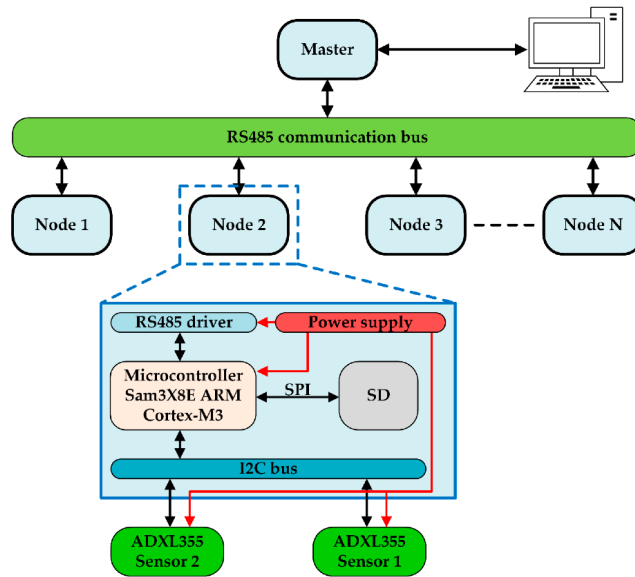 Master
RS485 communication bus
Node 1
Node 2
Node 3
Node N
RS485 driver
Power supply
Microcontroller
Sam3X8E ARM
Cortex-M3
SPI
SD
I2C bus
ADXL355
Sensor 2
ADXL355
Sensor 1